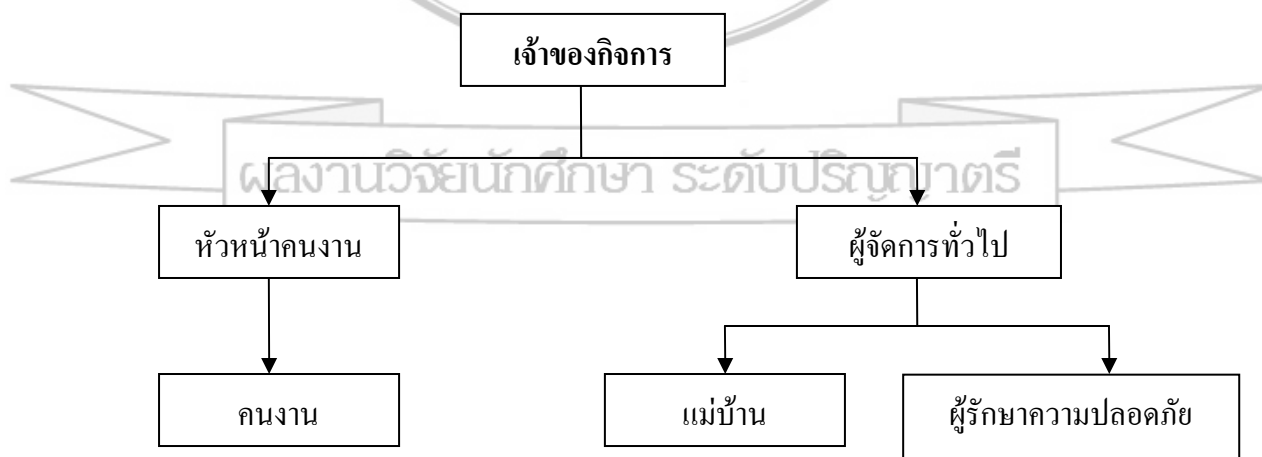 เจ้าของกิจการ
ผลงานวิจัยนักศึกษา ระดับปริญญาตรี
หัวหน้าคนงาน
ผู้จัดการทั่วไป
คนงาน
แม่บ้าน
ผู้รักษาความปลอดภัย